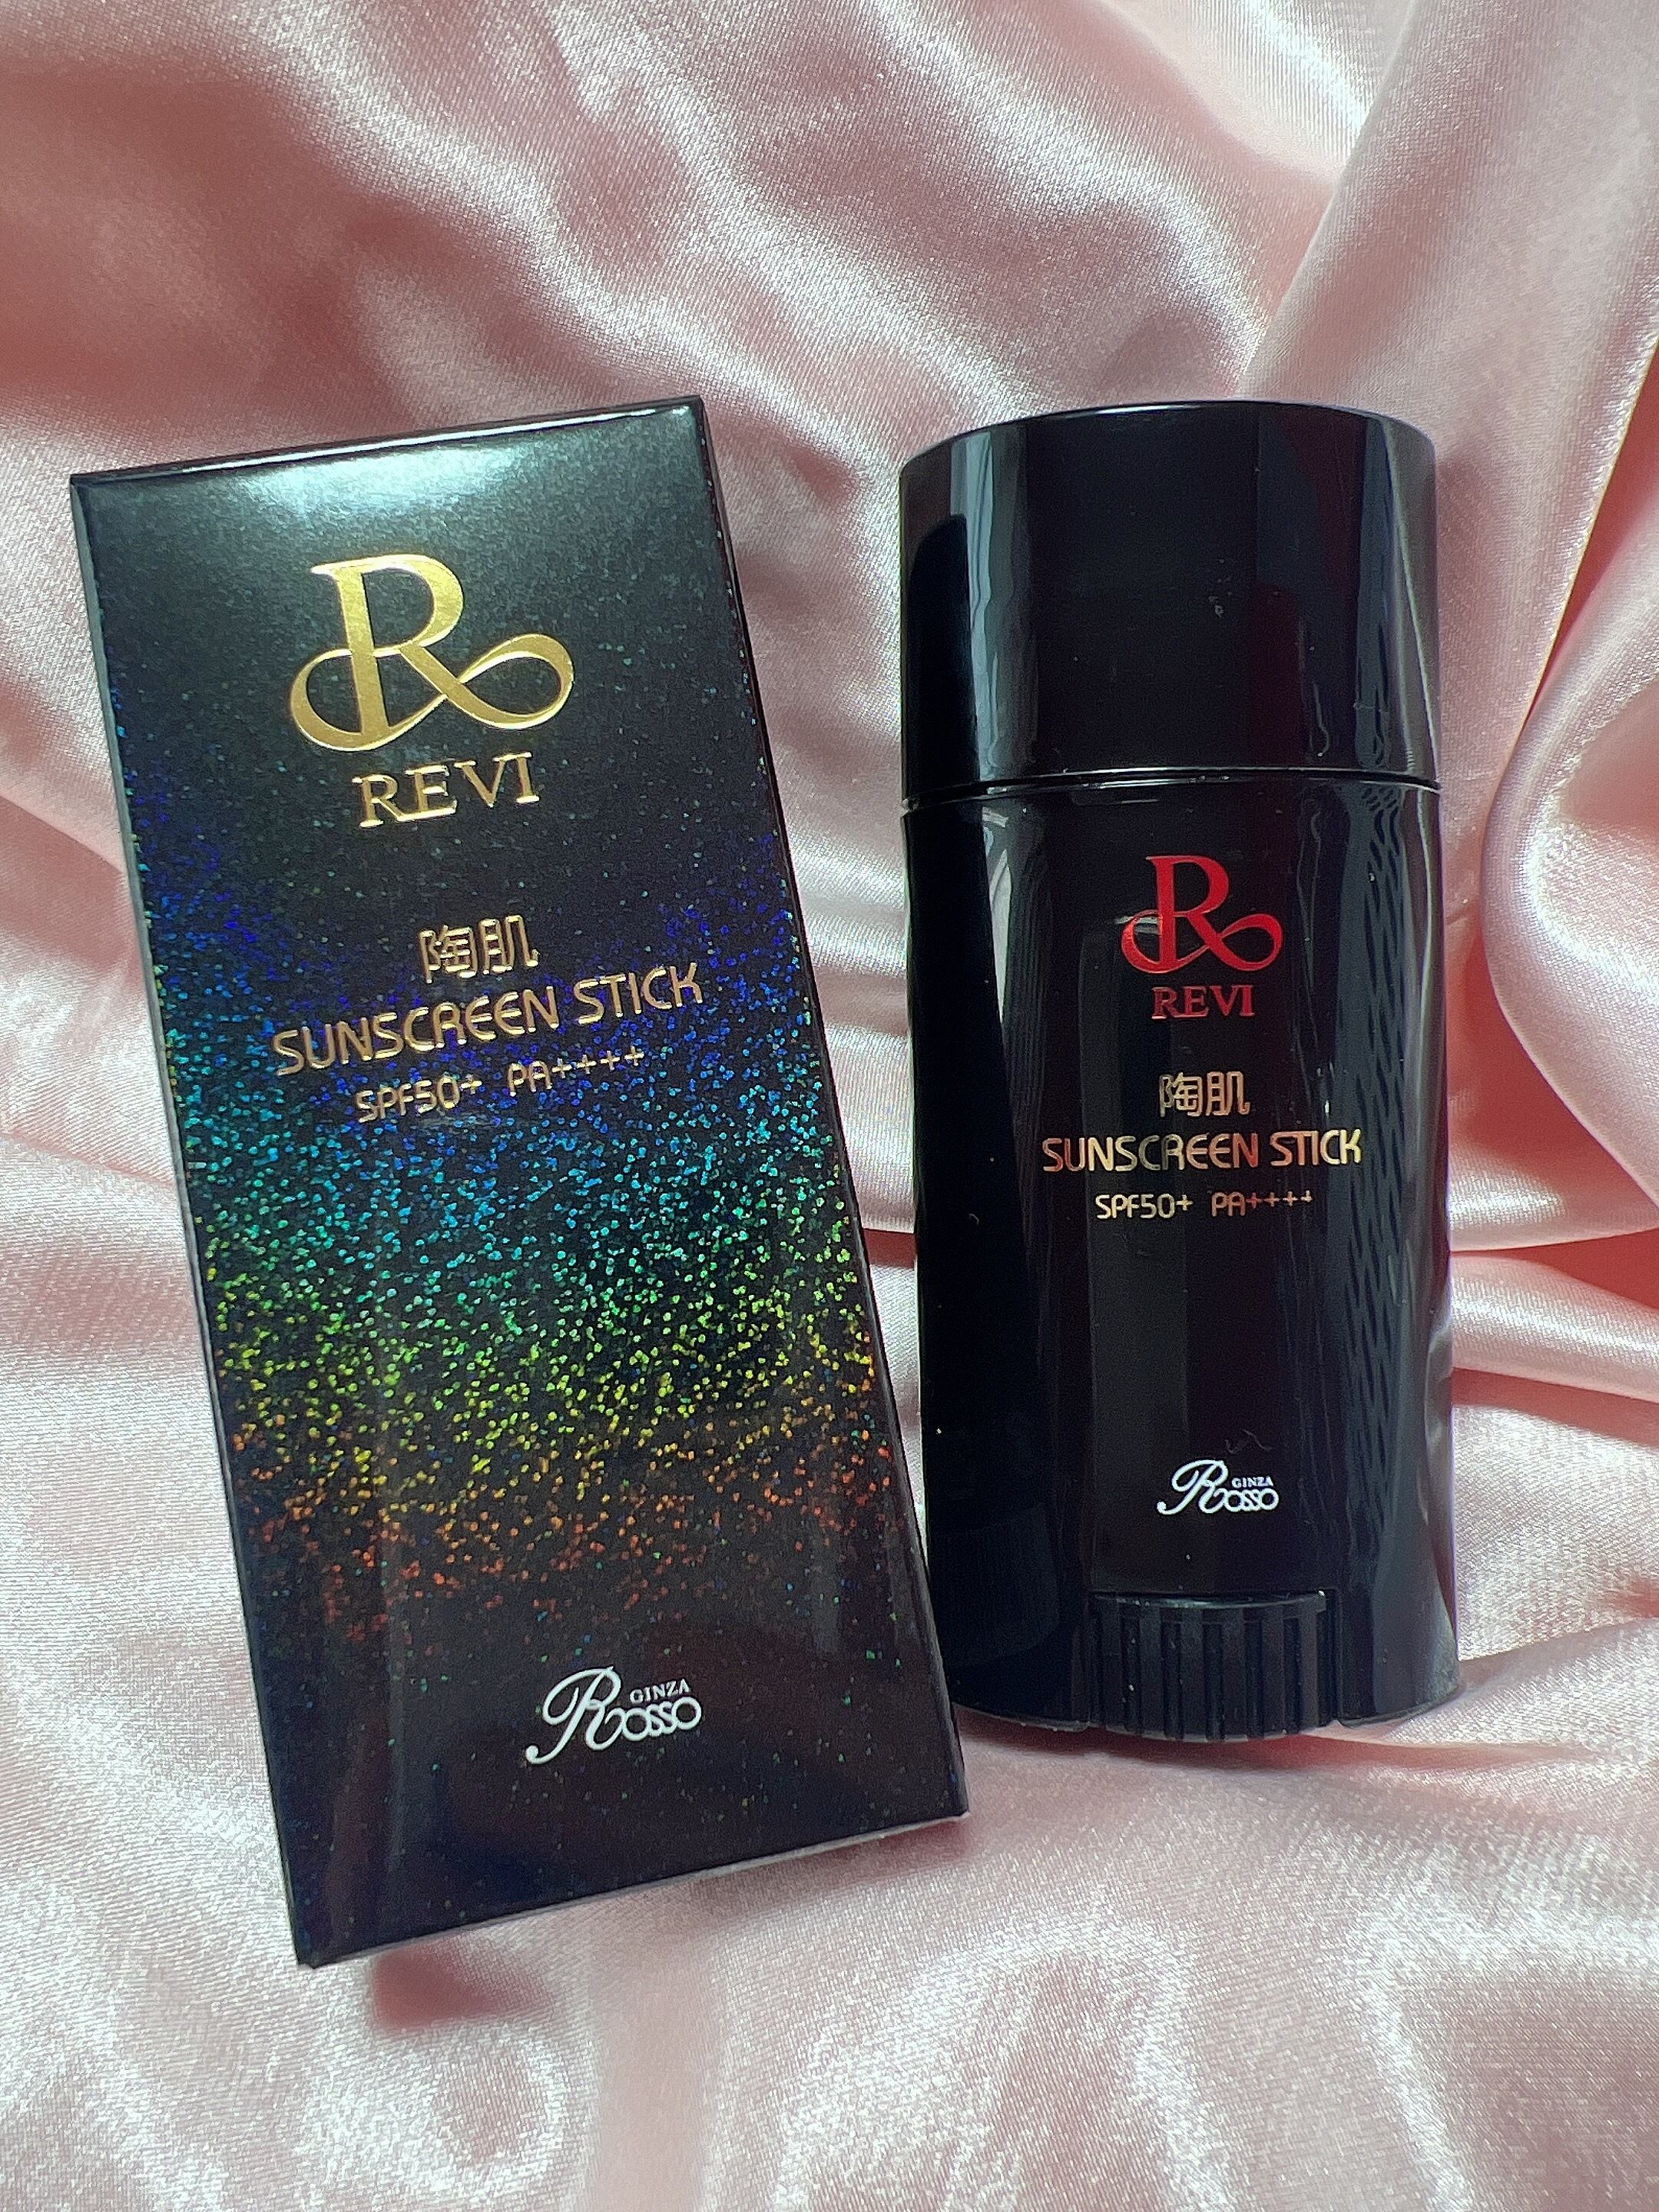 R
REVI
陶肌
SUNSCREEN STICK
SPF50+ PA++++
GINZA
Rosso
R
REVI
陶肌
SUNSCREEN STICK
SPF50+ PA++++
GINZA
Rosso